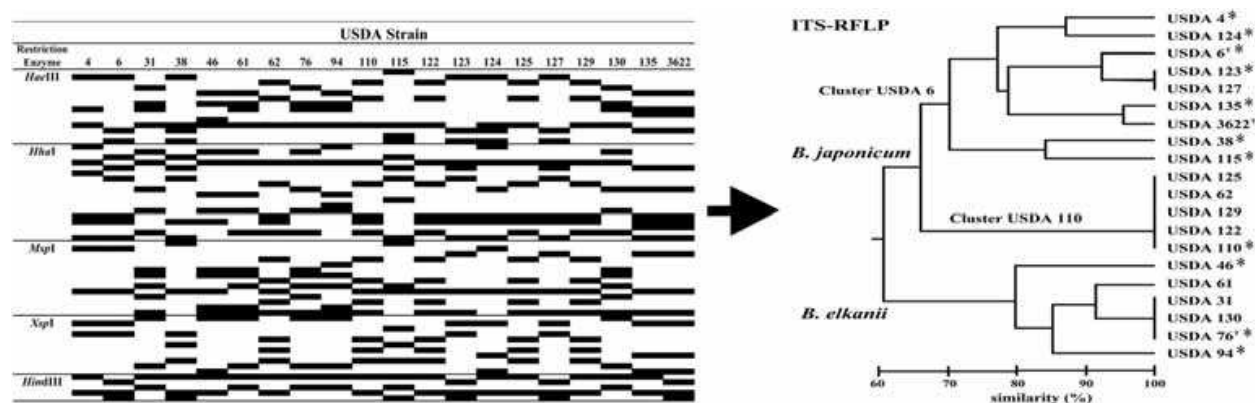 USDA Strain
Restriction
Enzyme 4 6 31 38 46 61 62 76 94 110 115 122 123 124 125 127 129 130 135 3622
HaeIII
HhaI
MspI
XspI
HindIII
ITS-RFLP
USDA 4*
USDA 124*
USDA 6ᵀ*
USDA 123*
Cluster USDA 6
USDA 127
USDA 135*
USDA 3622ᵀ
USDA 38*
B. japonicum
USDA 115*
USDA 125
USDA 62
USDA 129
Cluster USDA 110
USDA 122
USDA 110*
USDA 46*
USDA 61
USDA 31
B. elkanii
USDA 130
USDA 76ᵀ*
USDA 94*
60 70 80 90 100
similarity (%)